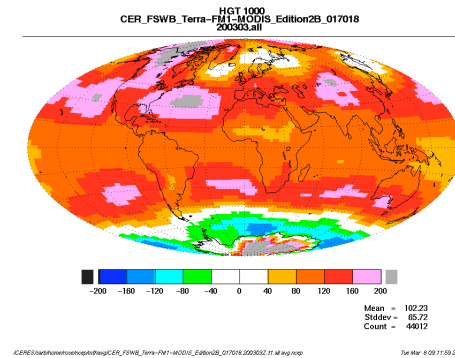 HGT 1000
CER_FSWB_Terra-FM1-MODIS_Edition2B_017018
200303.all
-200 -160 -120 -80 -40 0 40 80 120 160 200
Mean = 102.23
Stddev = 65.72
Count = 44012